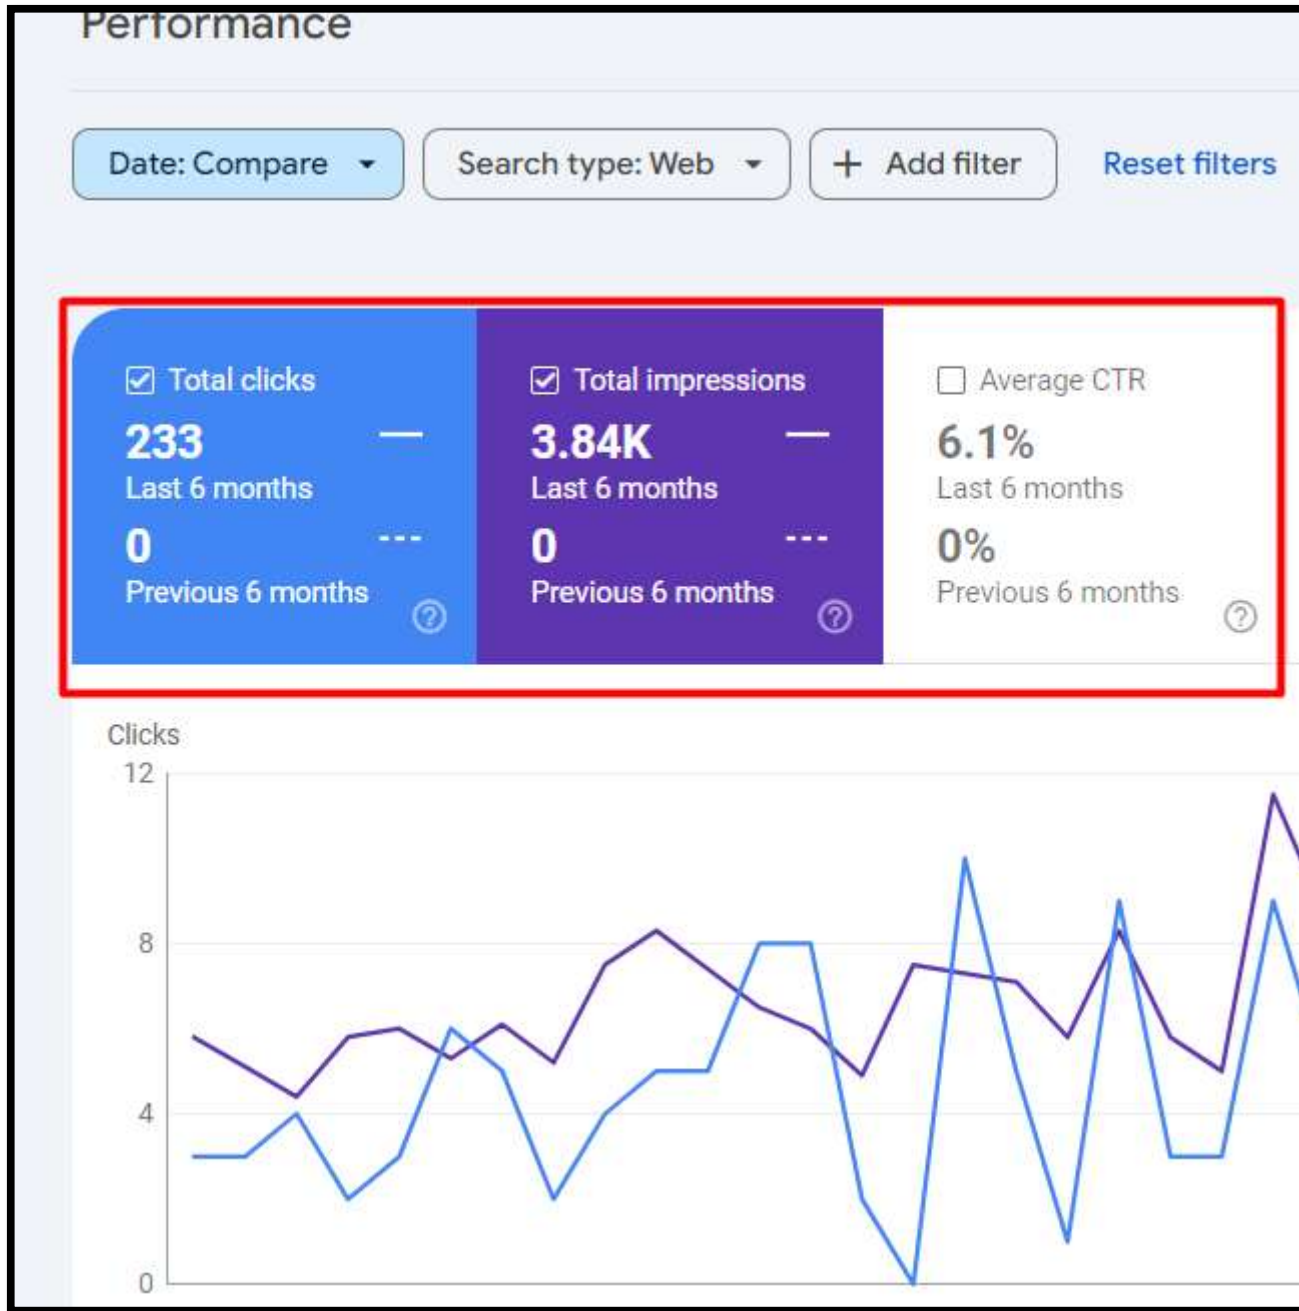 Performance
Date: Compare Search type: Web + Add filter Reset filters
Total clicks Total impressions Average CTR
233 3.84K 6.1%
Last 6 months Last 6 months Last 6 months
0 0 0%
Previous 6 months Previous 6 months Previous 6 months
Clicks
12
8
4
0